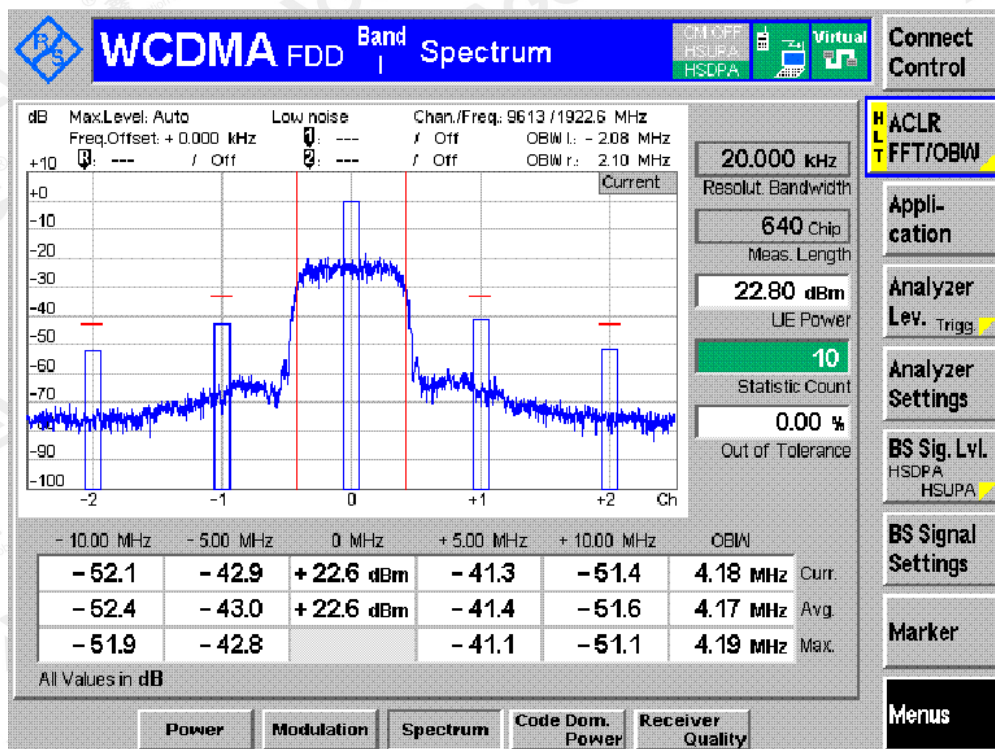 R/S
WCDMA FDD Band I Spectrum
CM OFF
HSUPA
HSDPA
Virtual
Connect Control
dB Max.Level: Auto Low noise Chan./Freq.: 9613 / 1922.6 MHz
Freq.Offset: + 0.000 kHz 1: --- / Off OBW l.: - 2.08 MHz
R: --- / Off 2: --- / Off OBW r.: 2.10 MHz
Current
+10
+0
-10
-20
-30
-40
-50
-60
-70
-90
-100
-2 -1 0 +1 +2 Ch
20.000 kHz
Resolut. Bandwidth
640 Chip
Meas. Length
22.80 dBm
UE Power
10
Statistic Count
0.00 %
Out of Tolerance
- 10.00 MHz - 5.00 MHz 0 MHz + 5.00 MHz + 10.00 MHz OBW
- 52.1 - 42.9 + 22.6 dBm - 41.3 - 51.4 4.18 MHz Curr.
- 52.4 - 43.0 + 22.6 dBm - 41.4 - 51.6 4.17 MHz Avg.
- 51.9 - 42.8 - 41.1 - 51.1 4.19 MHz Max.
All Values in dB
HLT
ACLR
FFT/OBW
Appli-
cation
Analyzer
Lev. Trigg.
Analyzer
Settings
BS Sig. Lvl.
HSDPA
HSUPA
BS Signal
Settings
Marker
Menus
Power
Modulation
Spectrum
Code Dom.
Power
Receiver
Quality